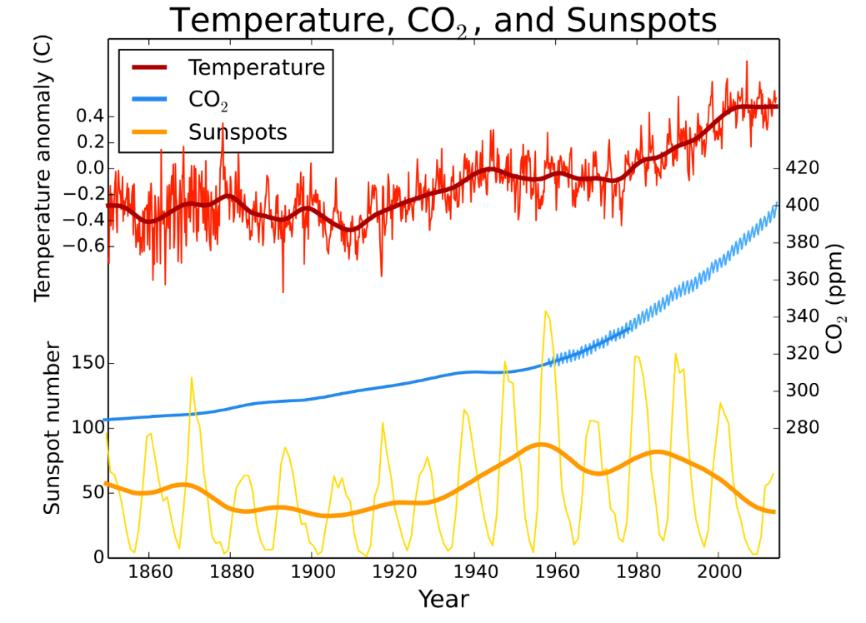 Temperature, CO₂, and Sunspots
Temperature
CO₂
Sunspots
Temperature anomaly (C)
0.4
0.2
0.0
−0.2
−0.4
−0.6
Sunspot number
150
100
50
0
CO₂ (ppm)
420
400
380
360
340
320
300
280
1860 1880 1900 1920 1940 1960 1980 2000
Year